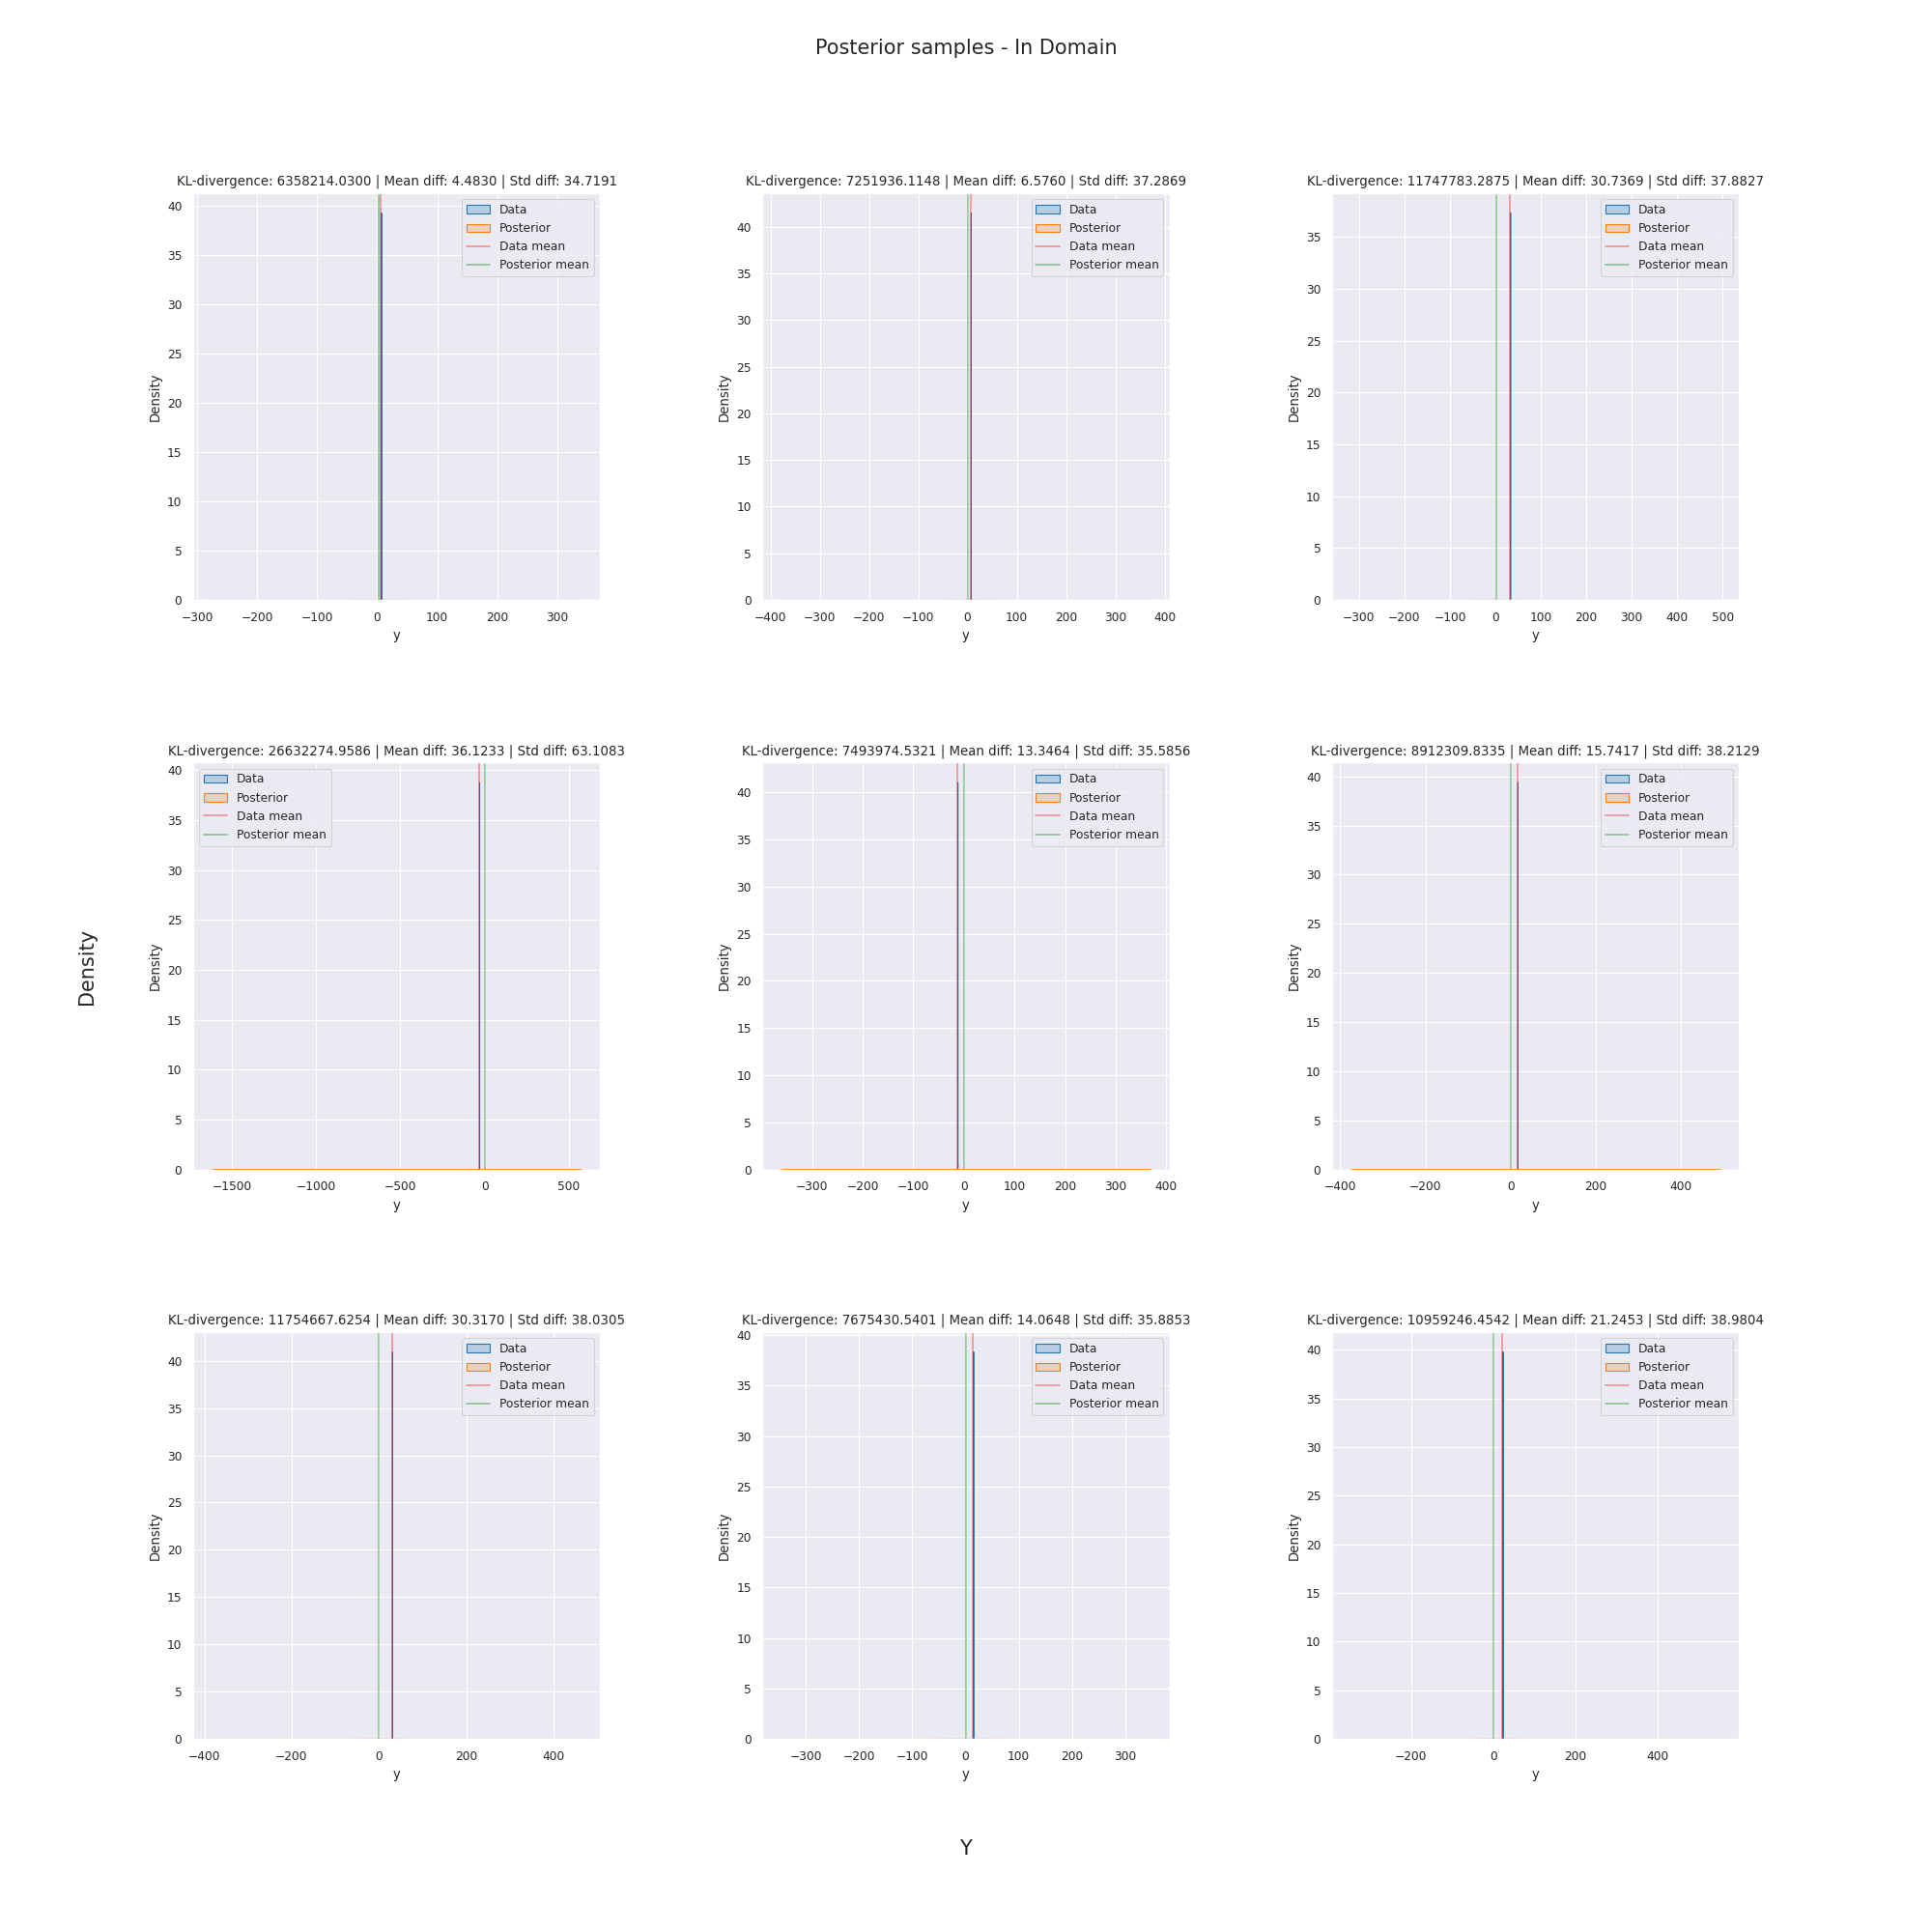 Posterior samples - In Domain
KL-divergence: 6358214.0300 | Mean diff: 4.4830 | Std diff: 34.7191
Data
Posterior
Data mean
Posterior mean
40
35
30
25
20
15
10
5
0
Density
−300 −200 −100 0 100 200 300
y
KL-divergence: 7251936.1148 | Mean diff: 6.5760 | Std diff: 37.2869
Data
Posterior
Data mean
Posterior mean
40
35
30
25
20
15
10
5
0
Density
−400 −300 −200 −100 0 100 200 300 400
y
KL-divergence: 11747783.2875 | Mean diff: 30.7369 | Std diff: 37.8827
Data
Posterior
Data mean
Posterior mean
35
30
25
20
15
10
5
0
Density
−300 −200 −100 0 100 200 300 400 500
y
KL-divergence: 26632274.9586 | Mean diff: 36.1233 | Std diff: 63.1083
Data
Posterior
Data mean
Posterior mean
40
35
30
25
20
15
10
5
0
Density
−1500 −1000 −500 0 500
y
KL-divergence: 7493974.5321 | Mean diff: 13.3464 | Std diff: 35.5856
Data
Posterior
Data mean
Posterior mean
40
35
30
25
20
15
10
5
0
Density
−300 −200 −100 0 100 200 300 400
y
KL-divergence: 8912309.8335 | Mean diff: 15.7417 | Std diff: 38.2129
Data
Posterior
Data mean
Posterior mean
40
35
30
25
20
15
10
5
0
Density
−400 −200 0 200 400
y
Density
KL-divergence: 11754667.6254 | Mean diff: 30.3170 | Std diff: 38.0305
Data
Posterior
Data mean
Posterior mean
40
35
30
25
20
15
10
5
0
Density
−400 −200 0 200 400
y
KL-divergence: 7675430.5401 | Mean diff: 14.0648 | Std diff: 35.8853
Data
Posterior
Data mean
Posterior mean
40
35
30
25
20
15
10
5
0
Density
−300 −200 −100 0 100 200 300
y
KL-divergence: 10959246.4542 | Mean diff: 21.2453 | Std diff: 38.9804
Data
Posterior
Data mean
Posterior mean
40
35
30
25
20
15
10
5
0
Density
−200 0 200 400
y
Y